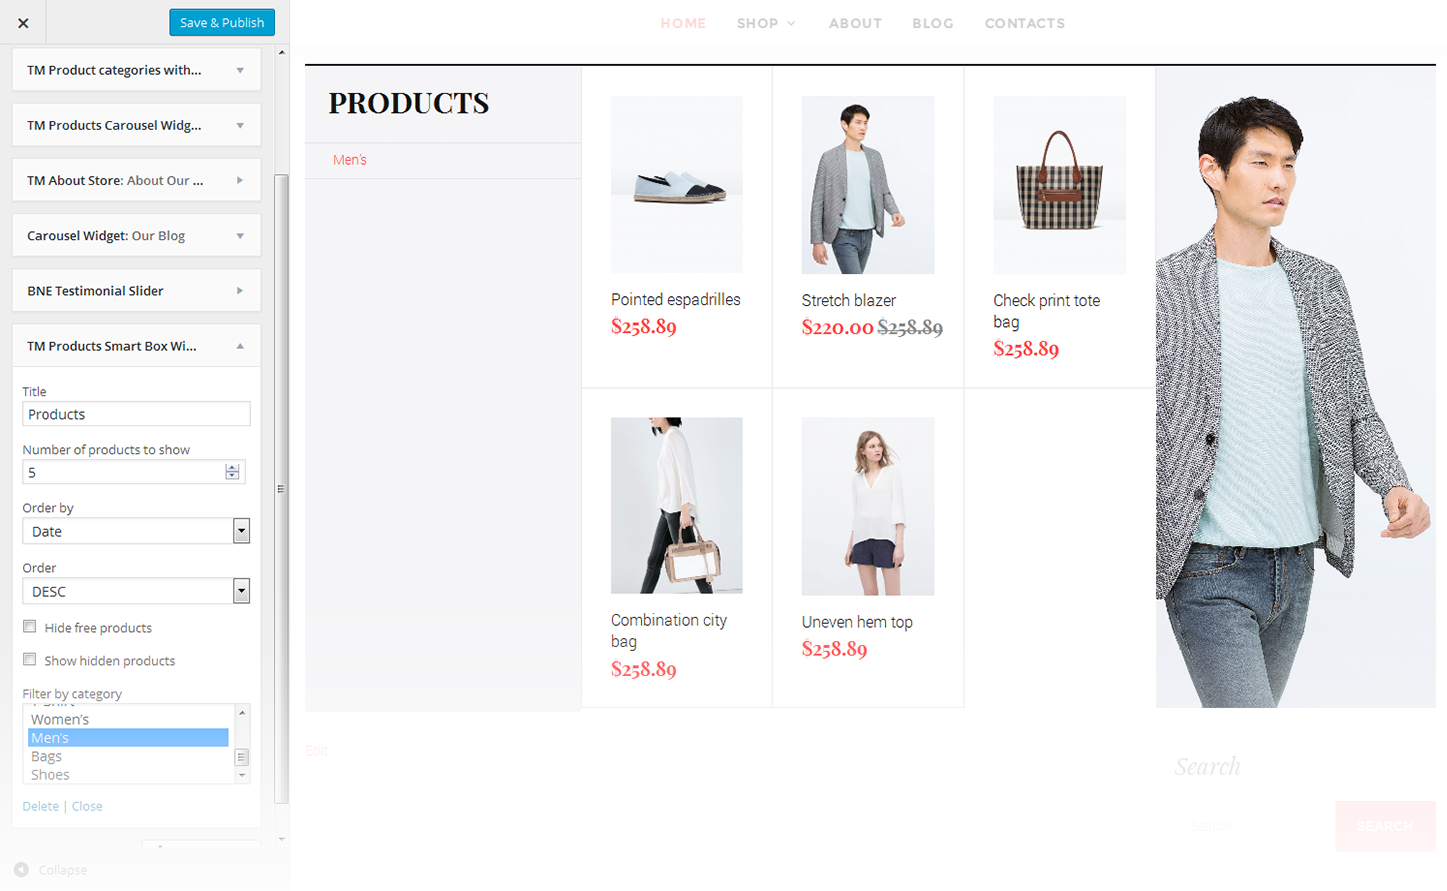 Save & Publish
TM Product categories with...
TM Products Carousel Widg...
TM About Store: About Our ...
Carousel Widget: Our Blog
BNE Testimonial Slider
TM Products Smart Box Wi...
Title
Products
Number of products to show
5
Order by
Date
Order
DESC
Hide free products
Show hidden products
Filter by category
Women's
Men's
Bags
Shoes
Delete | Close
Collapse
HOME SHOP ABOUT BLOG CONTACTS
PRODUCTS
Men's
Pointed espadrilles
$258.89
Stretch blazer
$220.00 $258.89
Check print tote
bag
$258.89
Combination city
bag
$258.89
Uneven hem top
$258.89
Edit
Search
Search
SEARCH